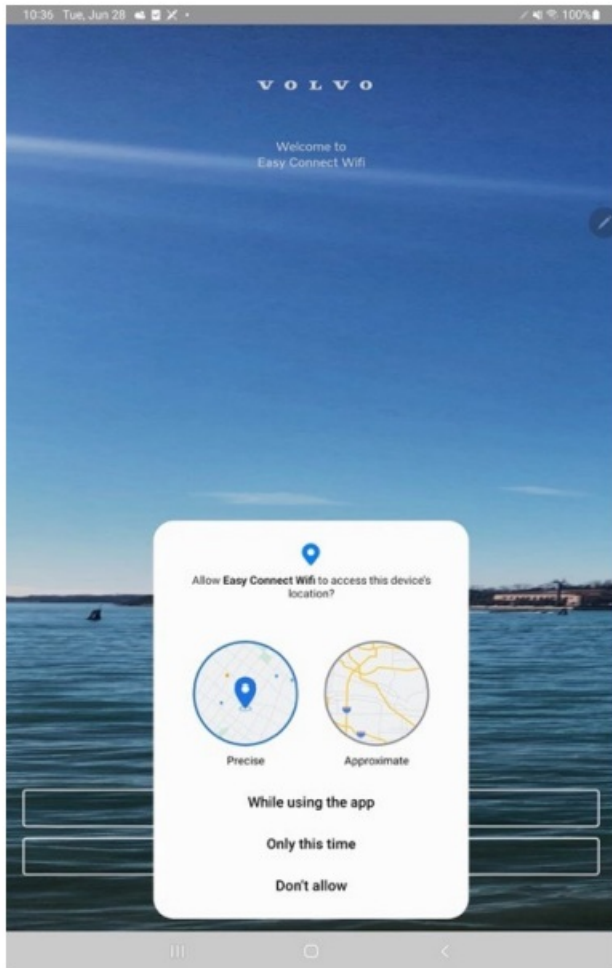 10:36 Tue, Jun 28
100%
VOLVO
Welcome to
Easy Connect Wifi
Allow Easy Connect Wifi to access this device's
location?
Precise
Approximate
While using the app
Only this time
Don't allow